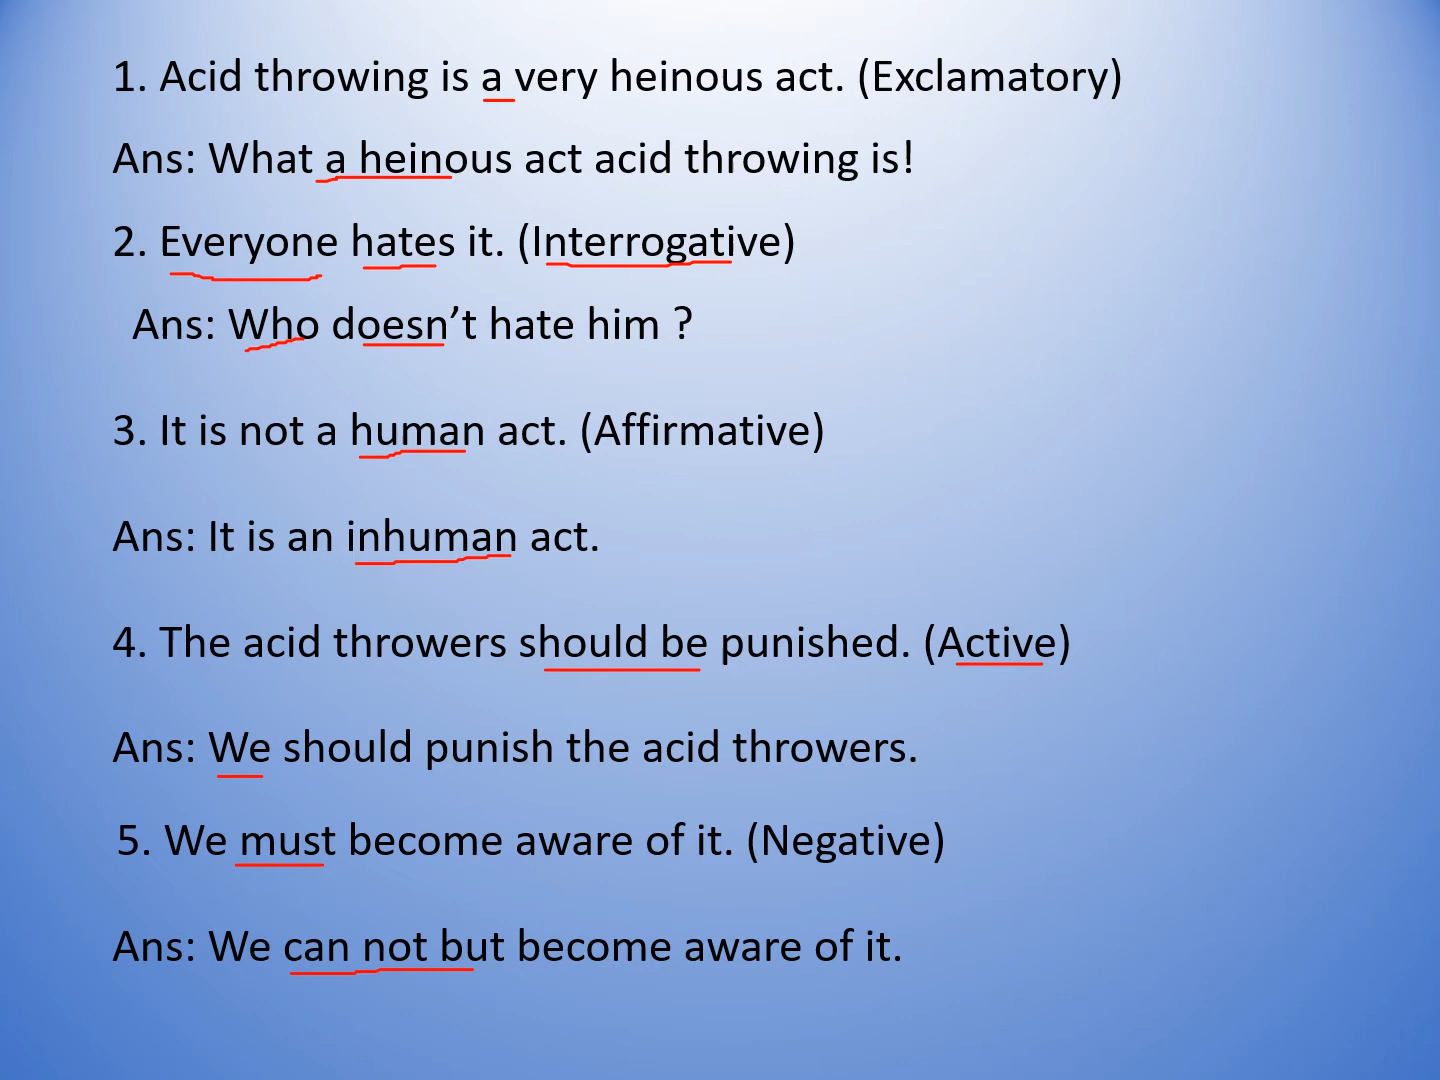 1. Acid throwing is a very heinous act. (Exclamatory)
Ans: What a heinous act acid throwing is!
2. Everyone hates it. (Interrogative)
Ans: Who doesn’t hate him ?
3. It is not a human act. (Affirmative)
Ans: It is an inhuman act.
4. The acid throwers should be punished. (Active)
Ans: We should punish the acid throwers.
5. We must become aware of it. (Negative)
Ans: We can not but become aware of it.